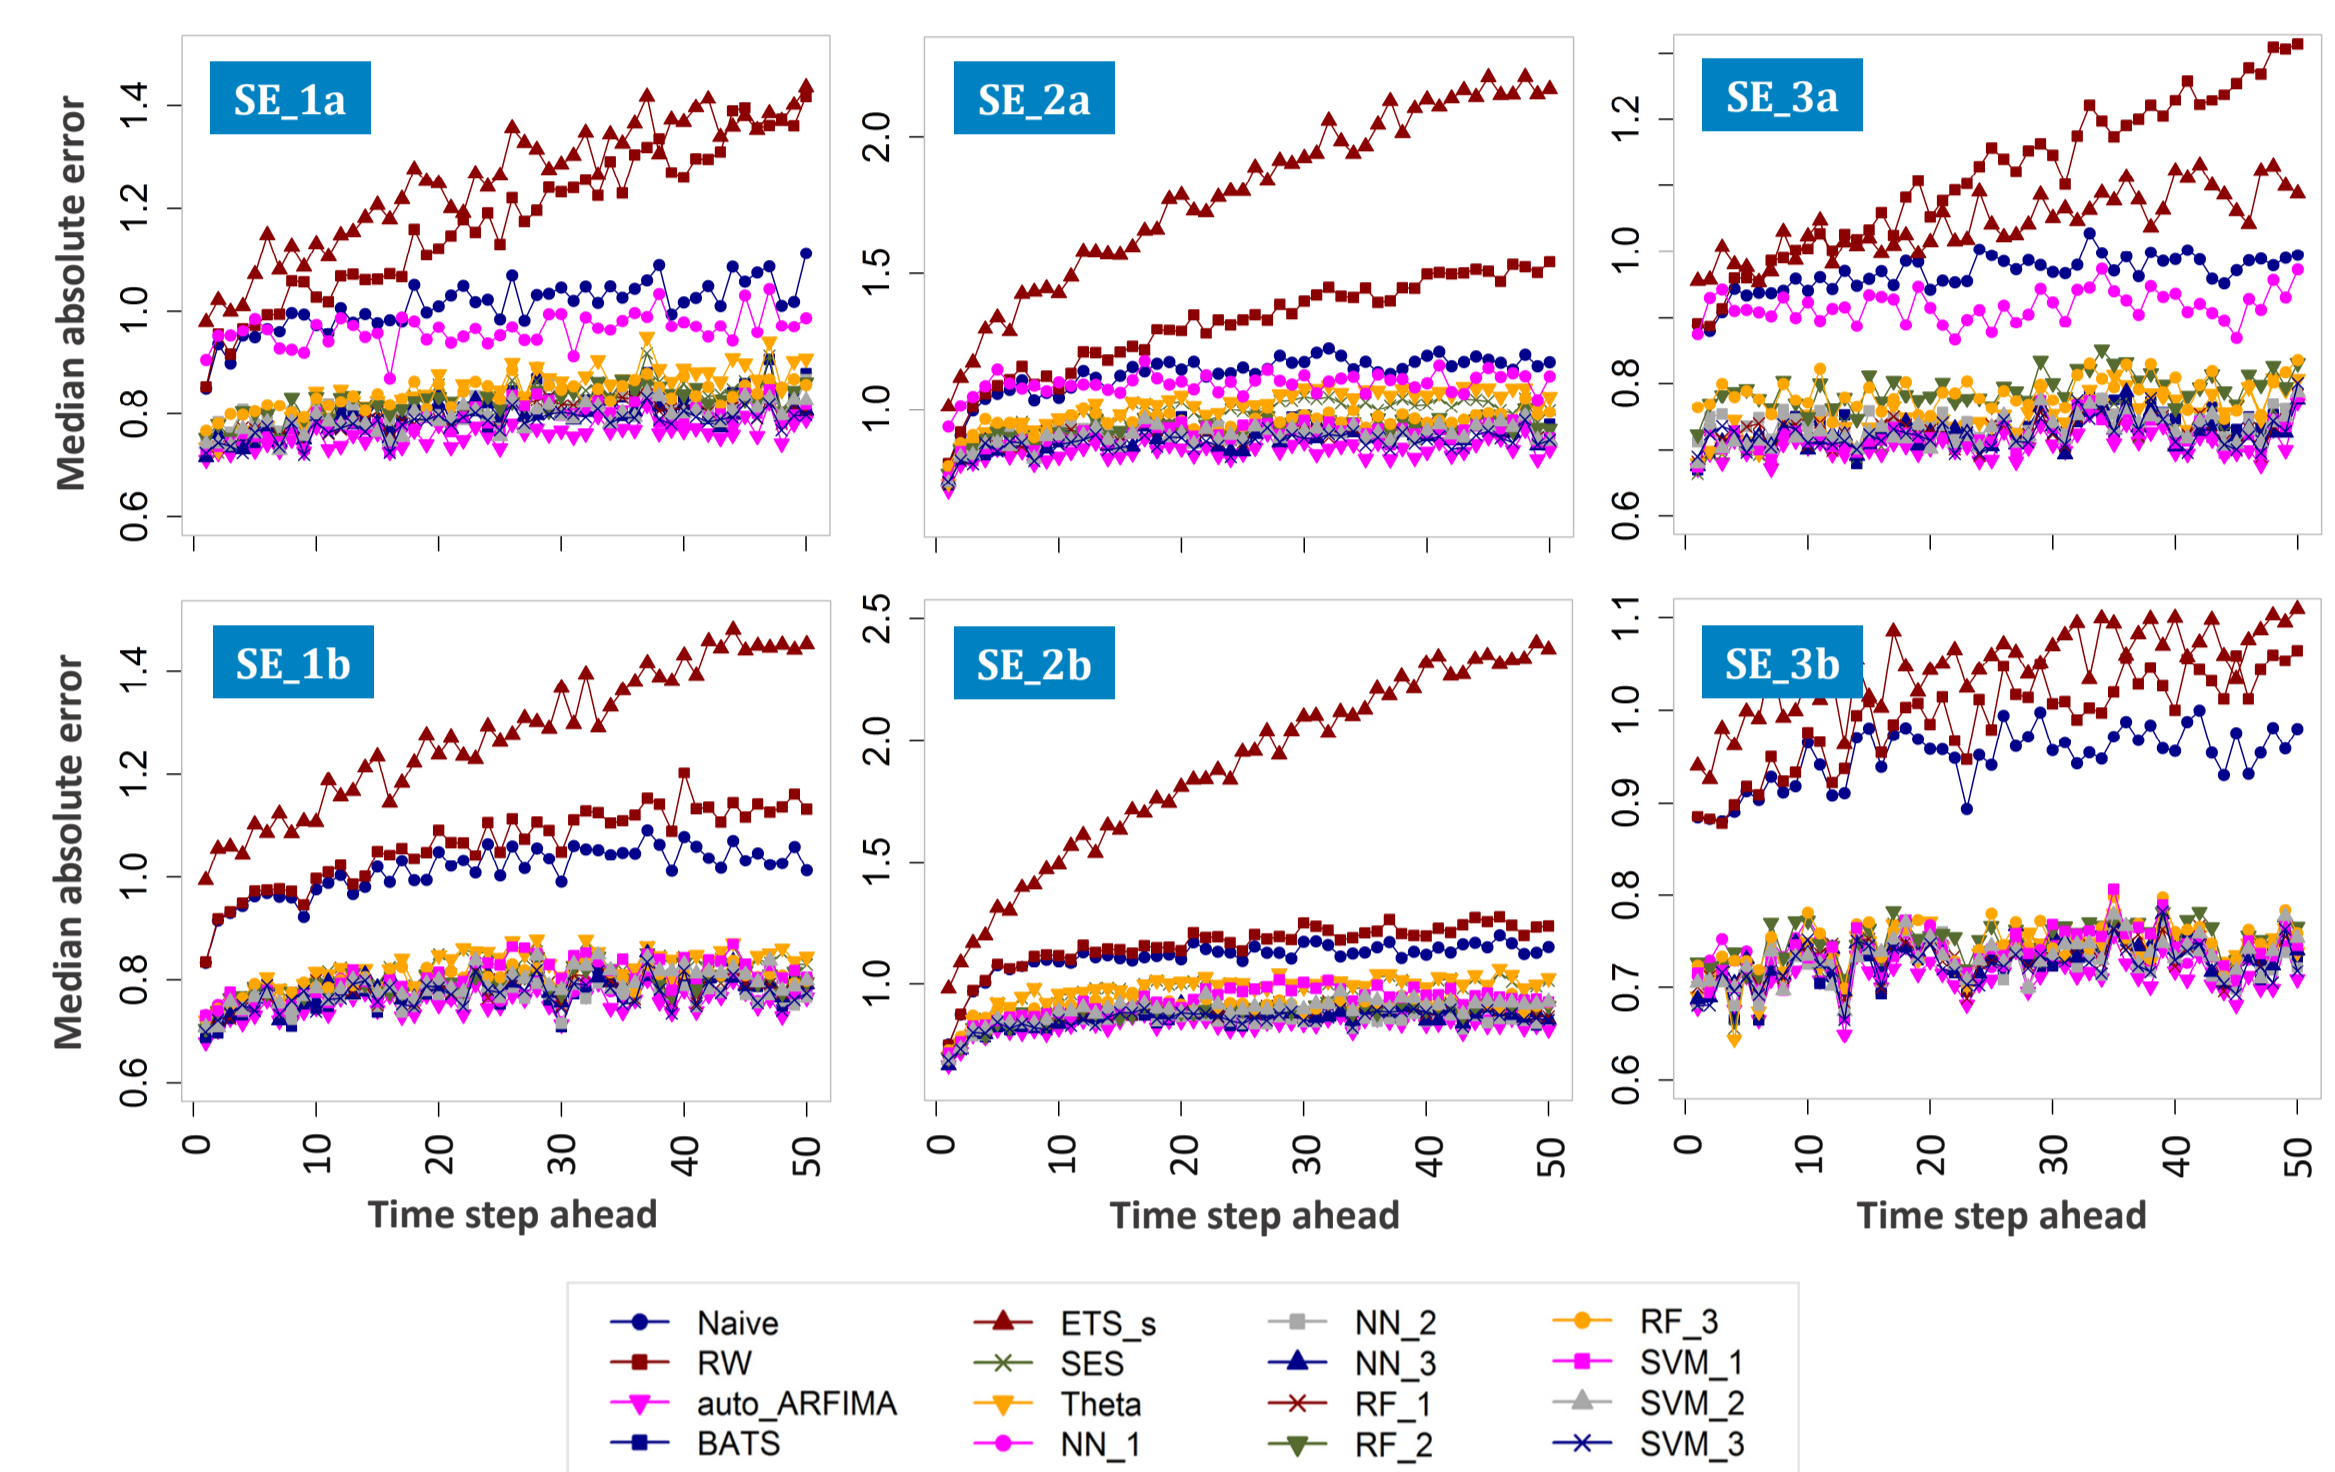 SE_1a
SE_2a
SE_3a
Median absolute error
1.4
1.2
1.0
0.8
0.6
2.0
1.5
1.0
1.2
1.0
0.8
0.6
SE_1b
SE_2b
SE_3b
Median absolute error
1.4
1.2
1.0
0.8
0.6
2.5
2.0
1.5
1.0
1.1
1.0
0.9
0.8
0.7
0.6
0 10 20 30 40 50
0 10 20 30 40 50
0 10 20 30 40 50
Time step ahead
Time step ahead
Time step ahead
Naive
ETS_s
NN_2
RF_3
RW
SES
NN_3
SVM_1
auto_ARFIMA
Theta
RF_1
SVM_2
BATS
NN_1
RF_2
SVM_3